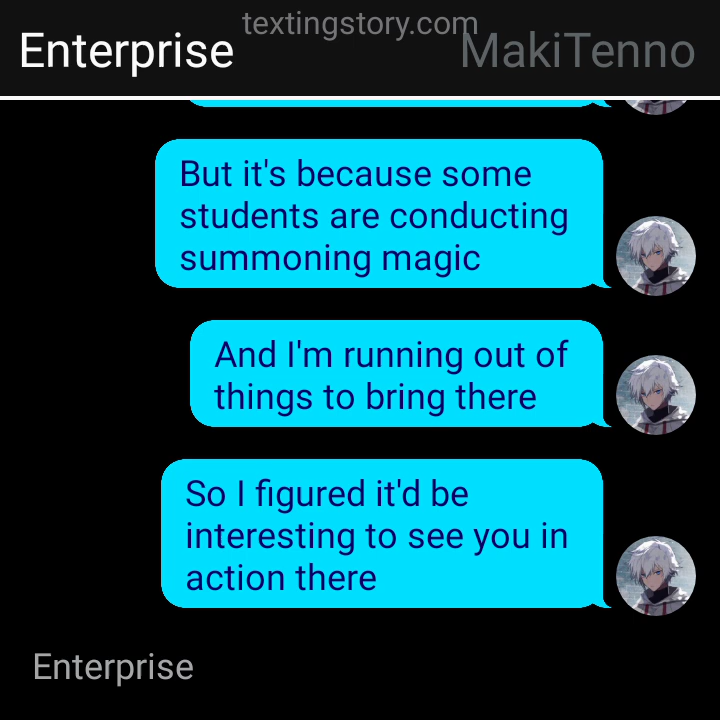 textingstory.com
Enterprise MakiTenno
But it's because some
students are conducting
summoning magic
And I'm running out of
things to bring there
So I figured it'd be
interesting to see you in
action there
Enterprise